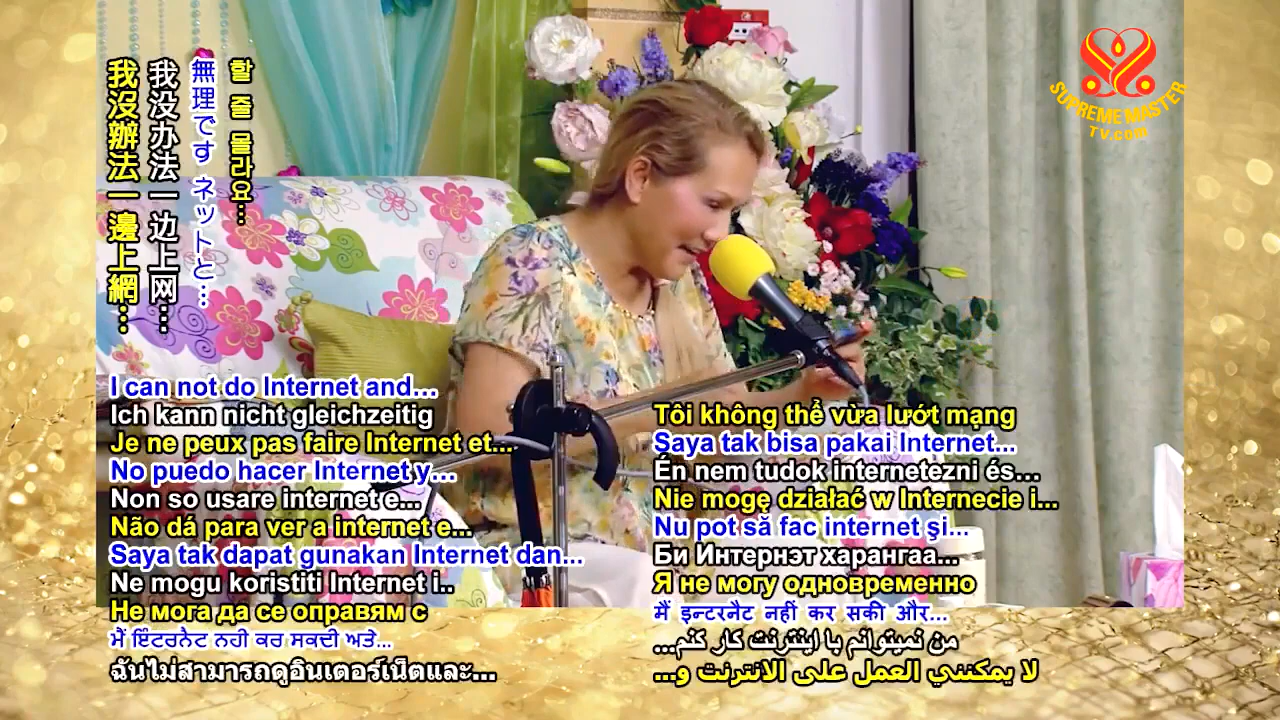 할 줄 몰라요...
無理です ネットと...
我没办法一边上网...
我沒辦法一邊上網...
SUPREME MASTER
TV.com
I can not do Internet and...
Ich kann nicht gleichzeitig
Je ne peux pas faire Internet et...
No puedo hacer Internet y...
Non so usare internet e...
Não dá para ver a internet e...
Saya tak dapat gunakan Internet dan...
Ne mogu koristiti Internet i..
Не мога да се оправям с
ਮੈਂ ਇੰਟਰਨੈਟ ਨਹੀ ਕਰ ਸਕਦੀ ਅਤੇ...
ฉันไม่สามารถดูอินเตอร์เน็ตและ...
Tôi không thể vừa lướt mạng
Saya tak bisa pakai Internet...
Én nem tudok internetezni és...
Nie mogę działać w Internecie i...
Nu pot să fac internet şi...
Би Интернэт харангаа...
Я не могу одновременно
मैं इन्टरनैट नहीं कर सकी और...
من نمیتوانم با اینترنت کار کنم...
لا يمكنني العمل على الانترنت و...